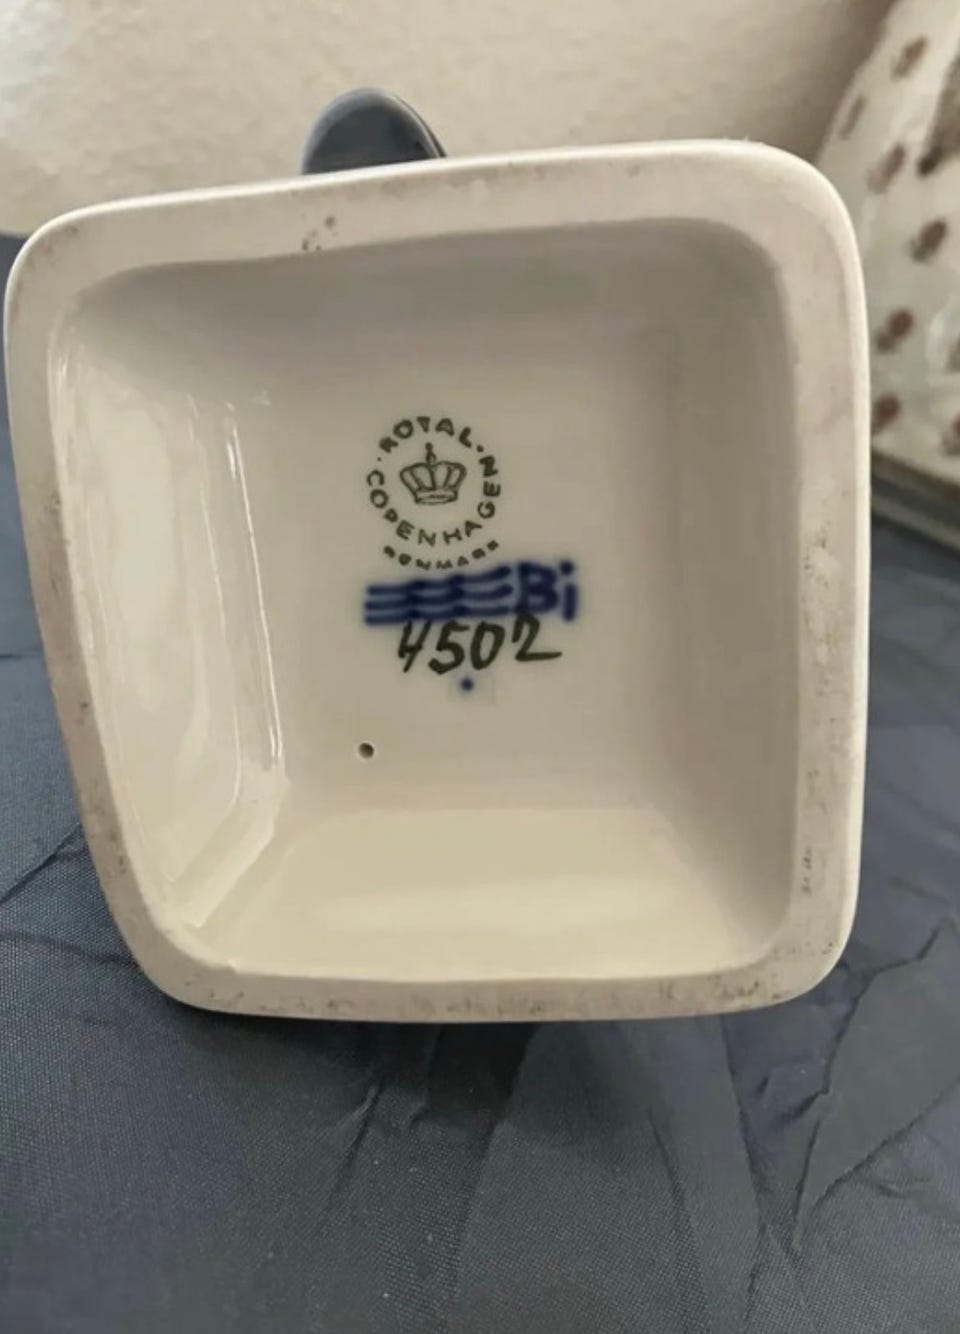 ROYAL
COPENHAGEN
DENMARK
Bi
4502